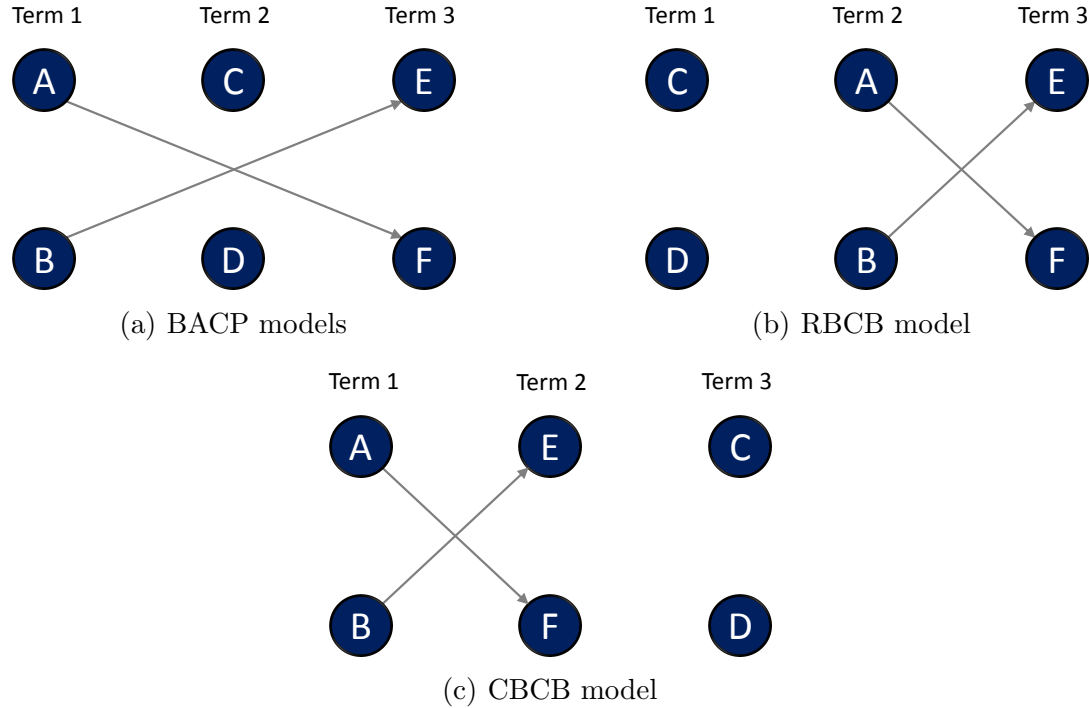 Term 1 Term 2 Term 3
A C E
B D F
(a) BACP models
Term 1 Term 2 Term 3
C A E
D B F
(b) RBCB model
Term 1 Term 2 Term 3
A E C
B F D
(c) CBCB model